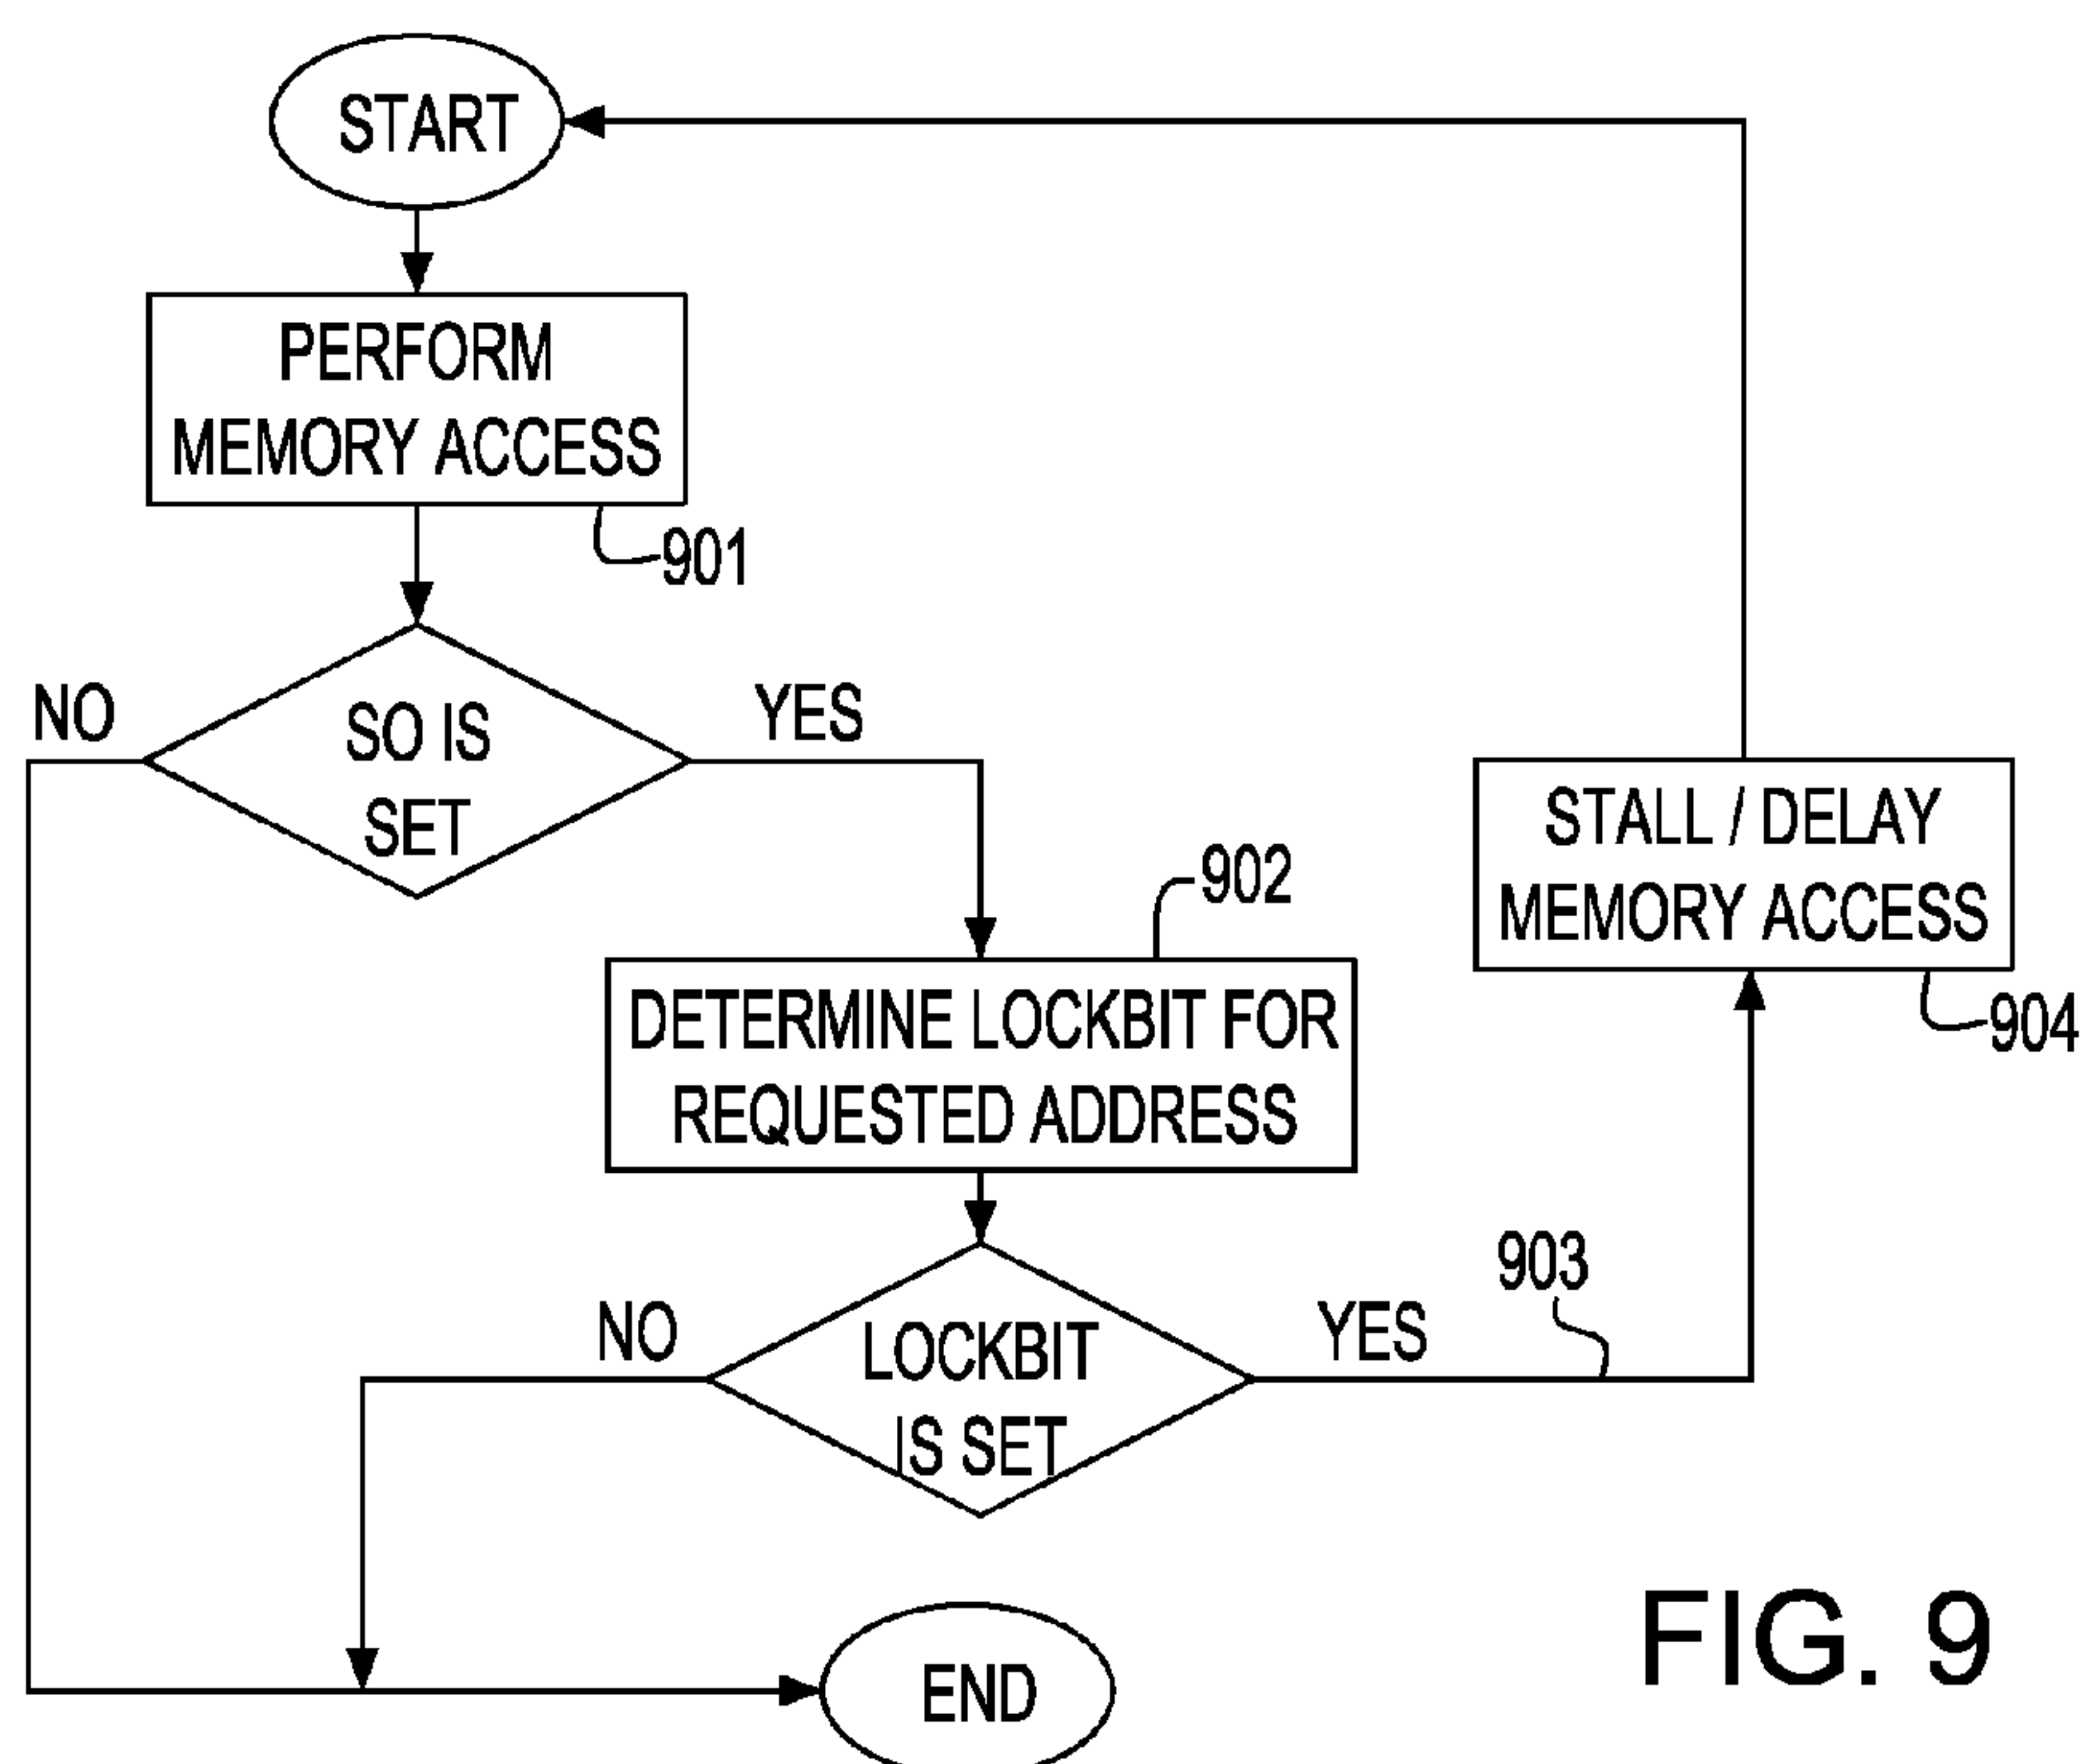 START
PERFORM
MEMORY ACCESS
901
NO
SO IS
SET
YES
902
DETERMINE LOCKBIT FOR
REQUESTED ADDRESS
STALL / DELAY
MEMORY ACCESS
904
NO
LOCKBIT
IS SET
YES
903
END
FIG. 9